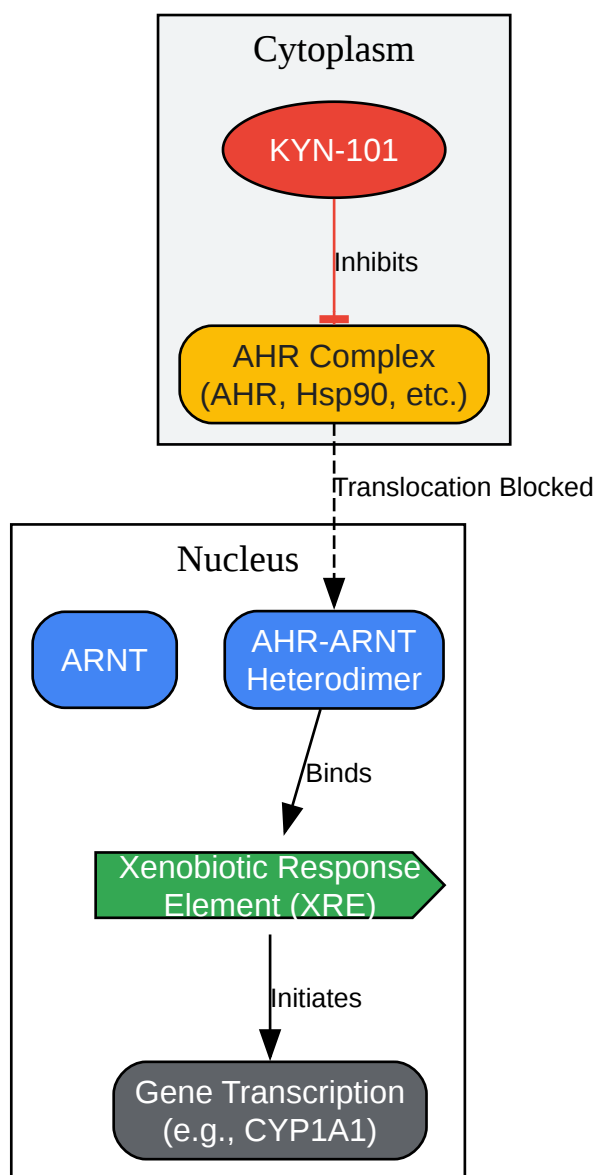 Cytoplasm
KYN-101
Inhibits
AHR Complex
(AHR, Hsp90, etc.)
Translocation Blocked
Nucleus
ARNT
AHR-ARNT
Heterodimer
Binds
Xenobiotic Response
Element (XRE)
Initiates
Gene Transcription
(e.g., CYP1A1)